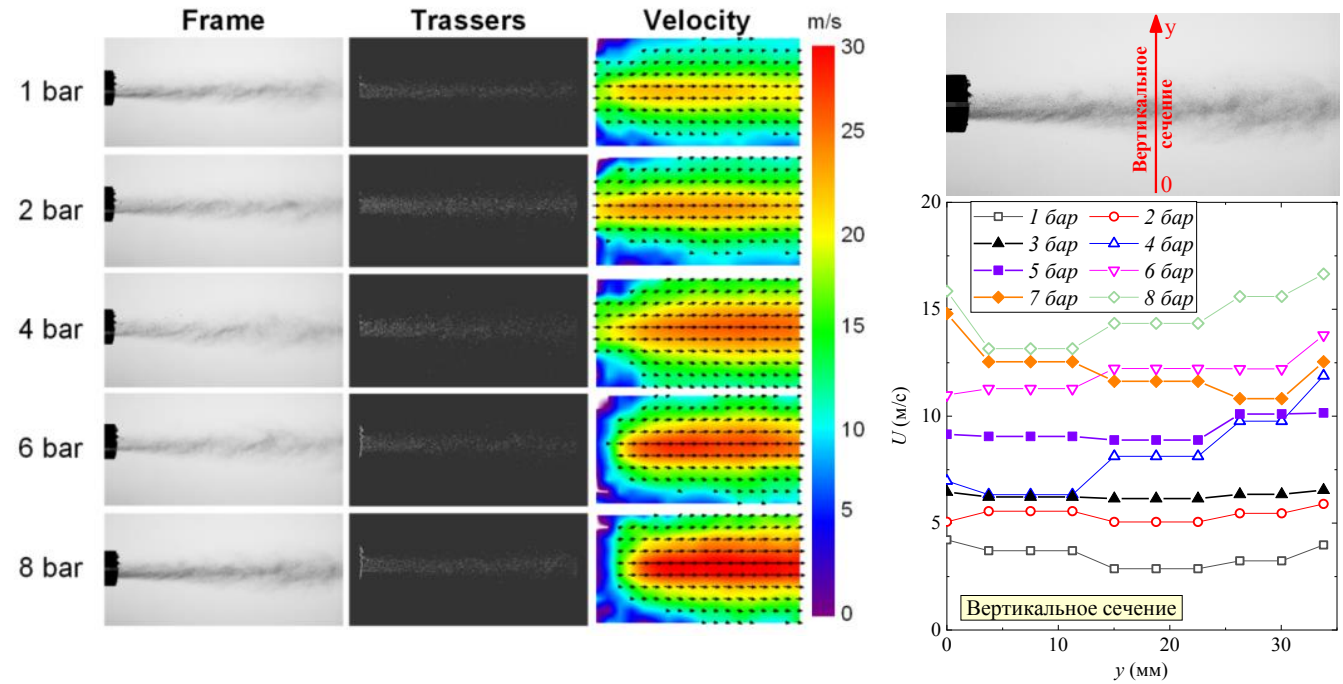 Frame Trassers Velocity m/s
1 bar
2 bar
4 bar
6 bar
8 bar
30
25
20
15
10
5
0
y
Вертикальное
сечение
0
1 бар 2 бар
3 бар 4 бар
5 бар 6 бар
7 бар 8 бар
20
15
10
5
0
U (м/с)
Вертикальное сечение
0 10 20 30
y (мм)